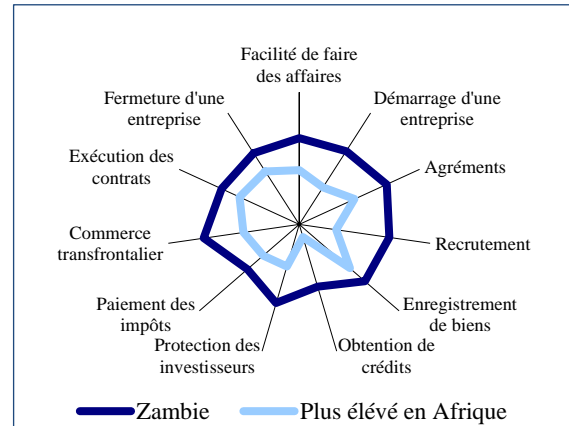 Facilité de faire
des affaires
Démarrage d'une
entreprise
Agréments
Recrutement
Enregistrement
de biens
Obtention de
crédits
Protection des
investisseurs
Paiement des
impôts
Commerce
transfrontalier
Exécution des
contrats
Fermeture d'une
entreprise
Zambie
Plus élévé en Afrique